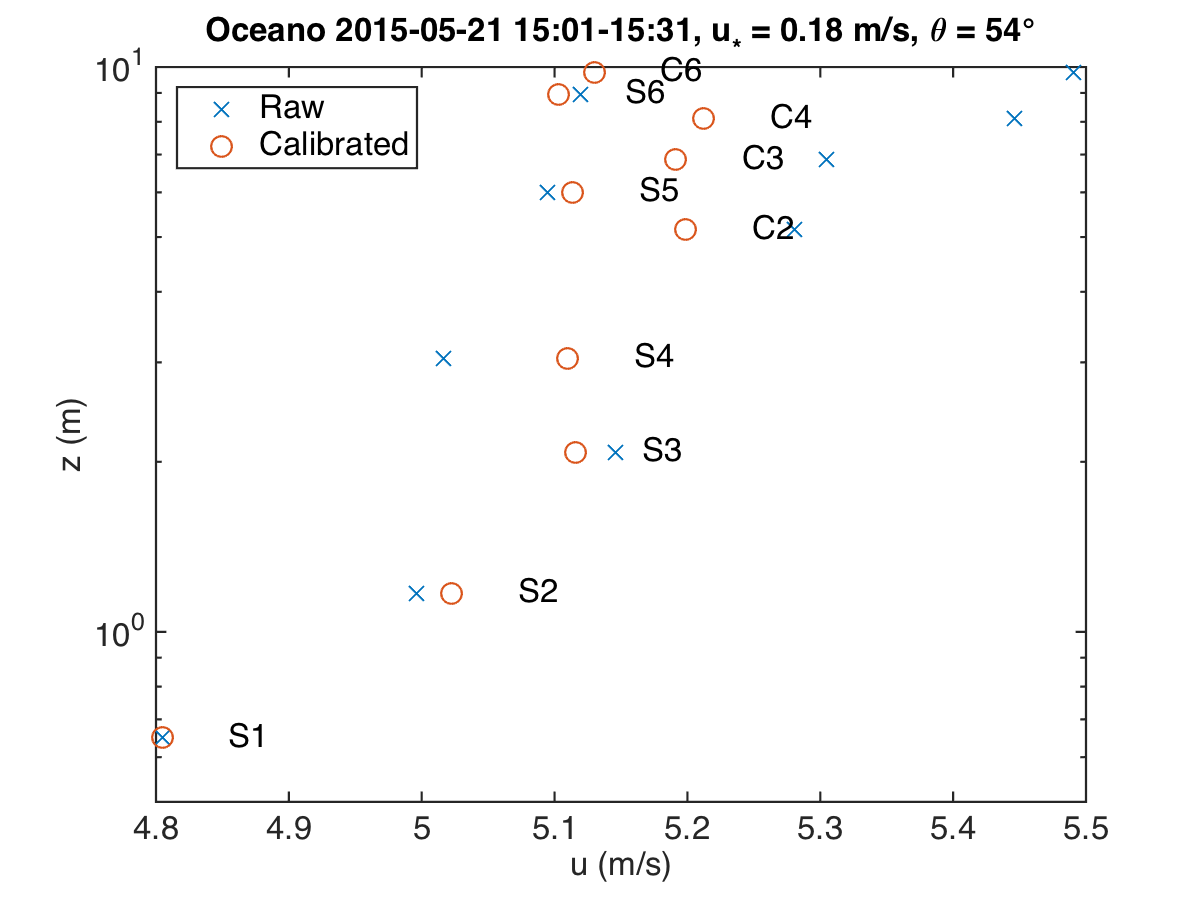 Oceano 2015-05-21 15:01-15:31, u* = 0.18 m/s, θ = 54°
10¹
Raw
Calibrated
C6
S6
C4
C3
S5
C2
S4
S3
z (m)
S2
10⁰
S1
4.8 4.9 5 5.1 5.2 5.3 5.4 5.5
u (m/s)